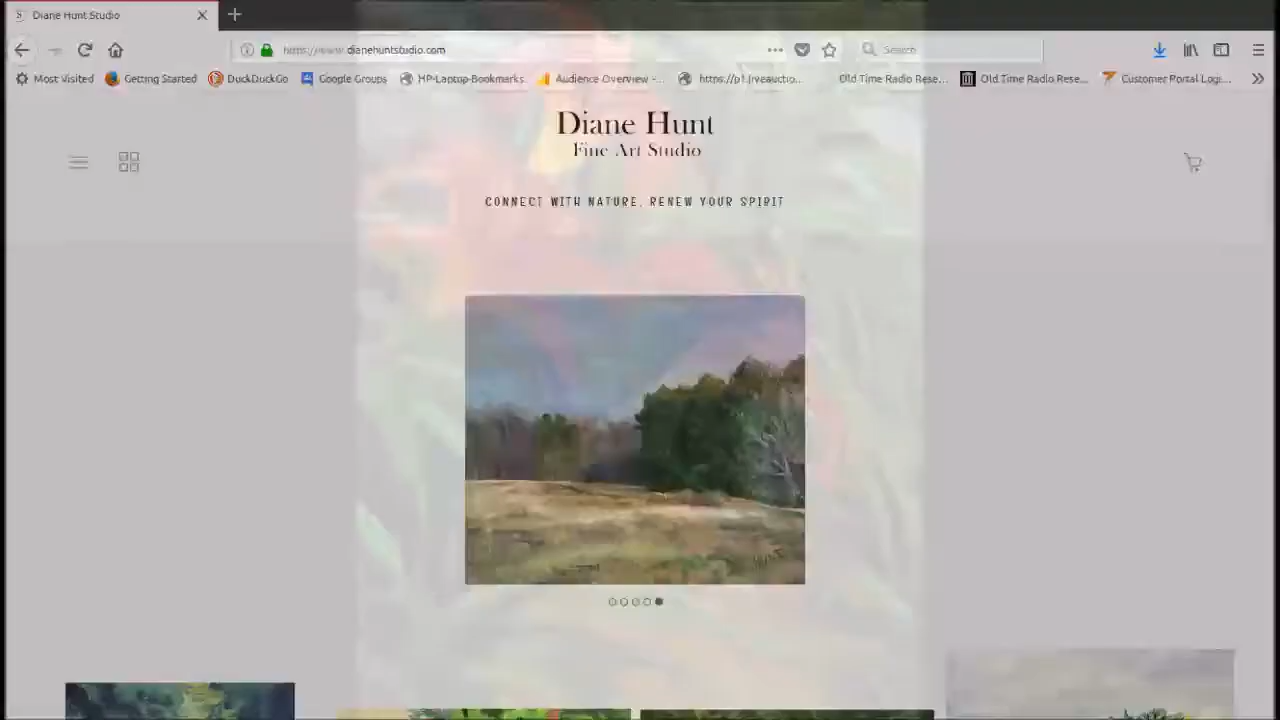 Diane Hunt Studio
https://www.dianehuntstudio.com
Search
Most Visited
Getting Started
DuckDuckGo
Google Groups
HP-Laptop-Bookmarks
Audience Overview -...
Old Time Radio Rese...
Old Time Radio Rese...
Customer Portal Logi...
Diane Hunt
Fine Art Studio
CONNECT WITH NATURE, RENEW YOUR SPIRIT
HUNT